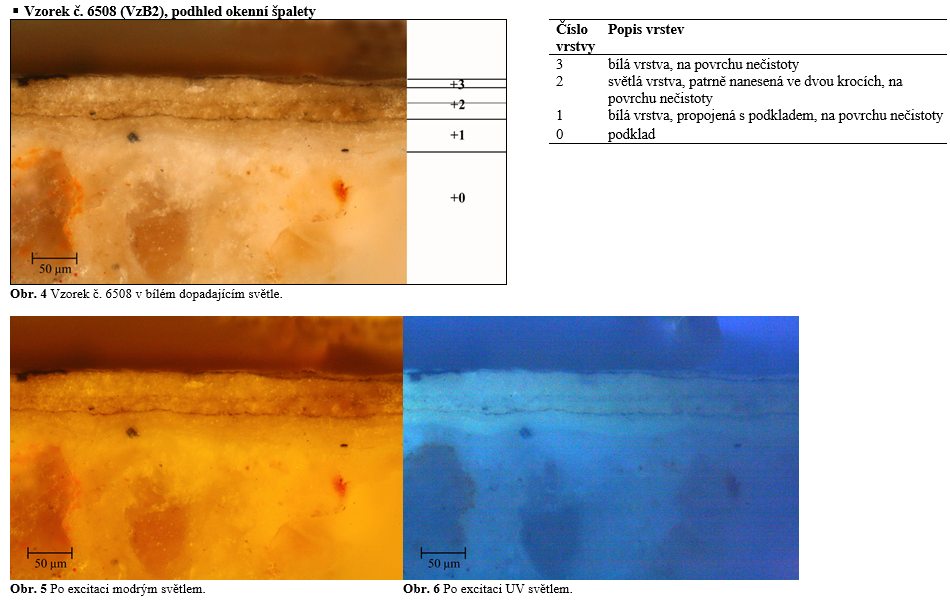 ▪ Vzorek č. 6508 (VzB2), podhled okenní špalety
+3
+2
+1
+0
50 µm
Obr. 4 Vzorek č. 6508 v bílém dopadajícím světle.
Číslo vrstvy Popis vrstev
3 bílá vrstva, na povrchu nečistoty
2 světlá vrstva, patrně nanesená ve dvou krocích, na
povrchu nečistoty
1 bílá vrstva, propojená s podkladem, na povrchu nečistoty
0 podklad
50 µm
50 µm
Obr. 5 Po excitaci modrým světlem.
Obr. 6 Po excitaci UV světlem.